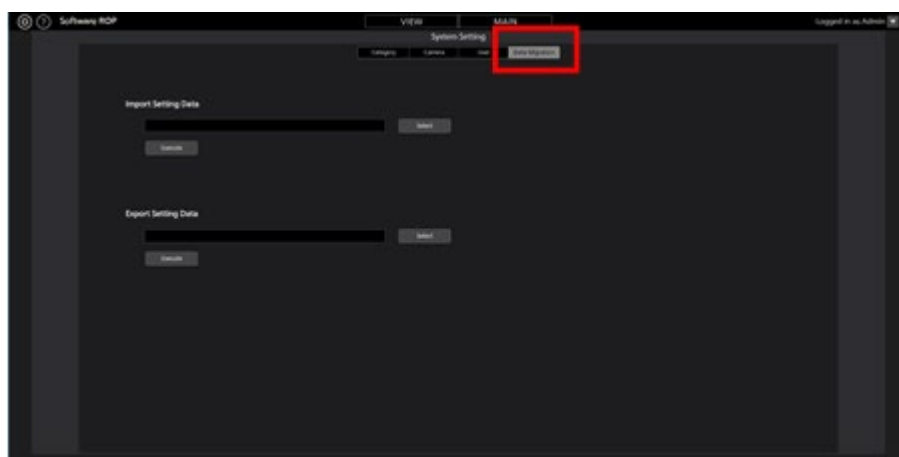 Software ROP VIEW MAIN Logged in as Admin
System Setting
Category Camera User Data Migration
Import Setting Data
Select
Execute
Export Setting Data
Select
Execute